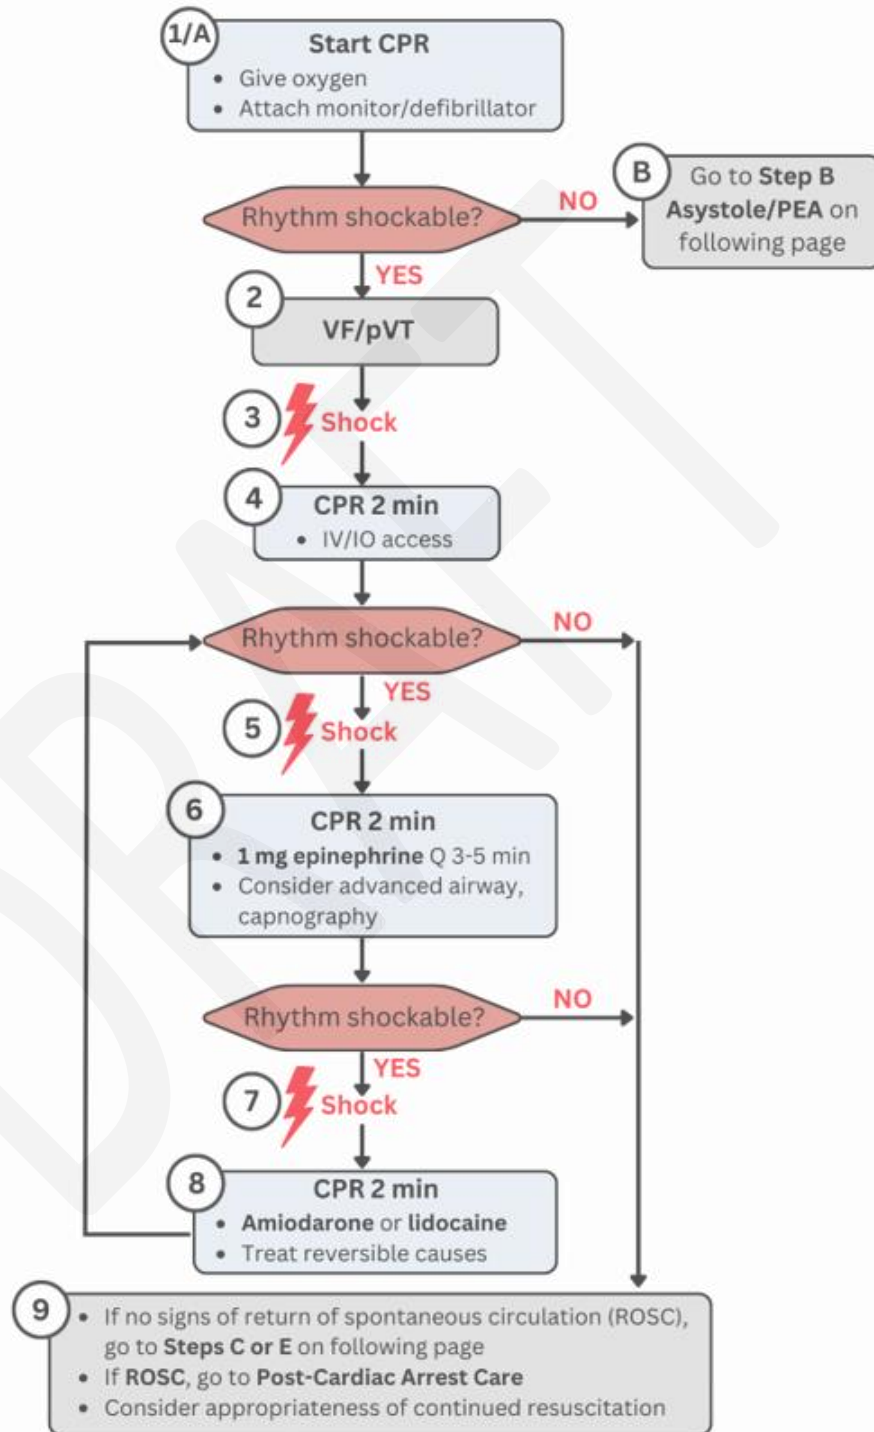 1/A
Start CPR
• Give oxygen
• Attach monitor/defibrillator
Rhythm shockable?
NO
B
Go to Step B
Asystole/PEA on
following page
YES
2
VF/pVT
3
Shock
4
CPR 2 min
• IV/IO access
Rhythm shockable?
NO
YES
5
Shock
6
CPR 2 min
• 1 mg epinephrine Q 3-5 min
• Consider advanced airway,
capnography
Rhythm shockable?
NO
YES
7
Shock
8
CPR 2 min
• Amiodarone or lidocaine
• Treat reversible causes
9
• If no signs of return of spontaneous circulation (ROSC),
go to Steps C or E on following page
• If ROSC, go to Post-Cardiac Arrest Care
• Consider appropriateness of continued resuscitation
DRAFT